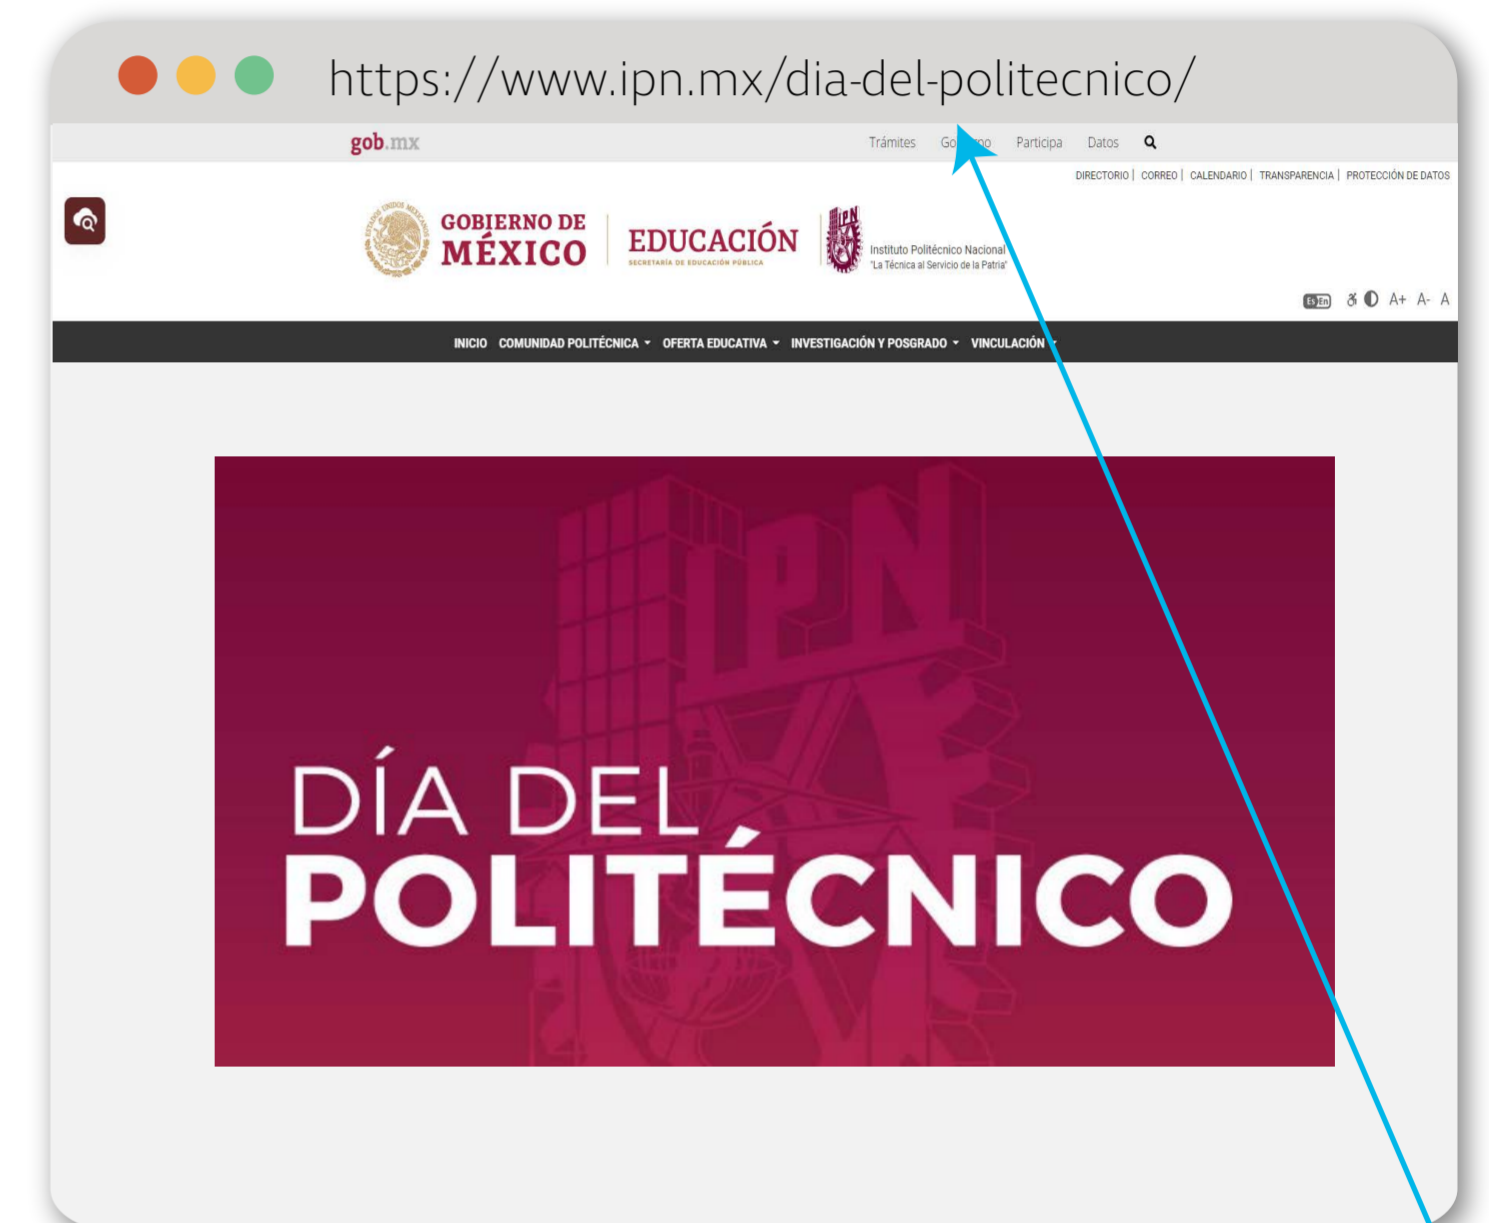 https://www.ipn.mx/dia-del-politecnico/
gob.mx Trámites Gobierno Participa Datos
DIRECTORIO | CORREO | CALENDARIO | TRANSPARENCIA | PROTECCIÓN DE DATOS
GOBIERNO DE
MÉXICO
EDUCACIÓN
SECRETARÍA DE EDUCACIÓN PÚBLICA
IPN
Instituto Politécnico Nacional
"La Técnica al Servicio de la Patria"
Es En A+ A- A
INICIO COMUNIDAD POLITÉCNICA OFERTA EDUCATIVA INVESTIGACIÓN Y POSGRADO VINCULACIÓN
IPN
DÍA DEL
POLITÉCNICO